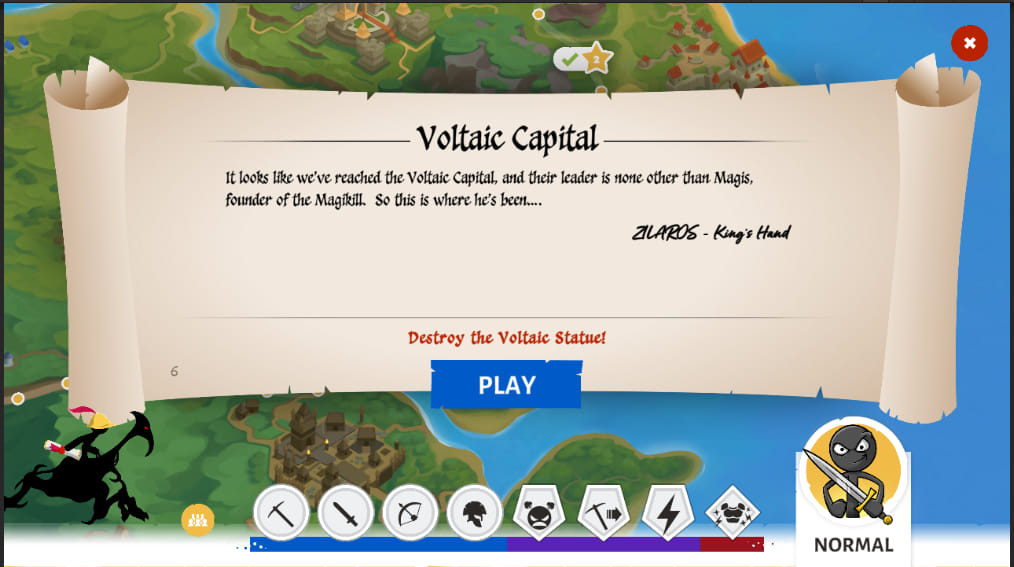 2
Voltaic Capital
It looks like we've reached the Voltaic Capital, and their leader is none other than Magis,
founder of the Magikill.  So this is where he's been....
ZILAROS - King's Hand
Destroy the Voltaic Statue!
6
PLAY
NORMAL